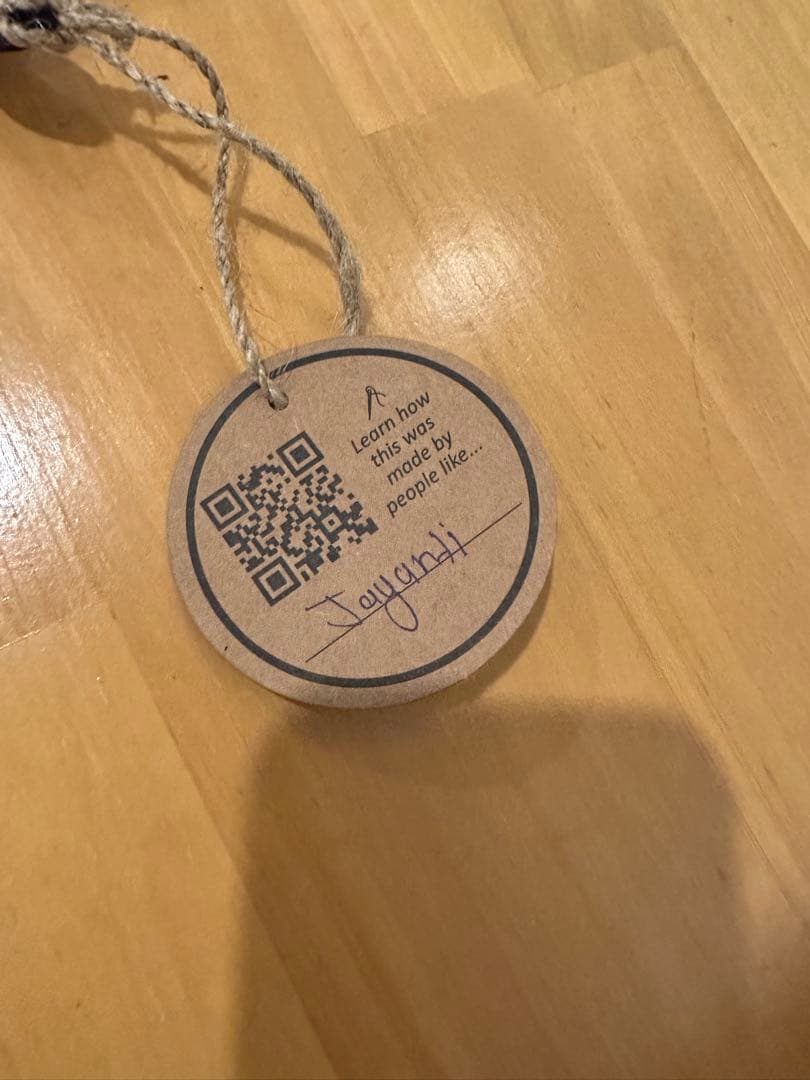 Learn how
this was
made by
people like...
Jayanti